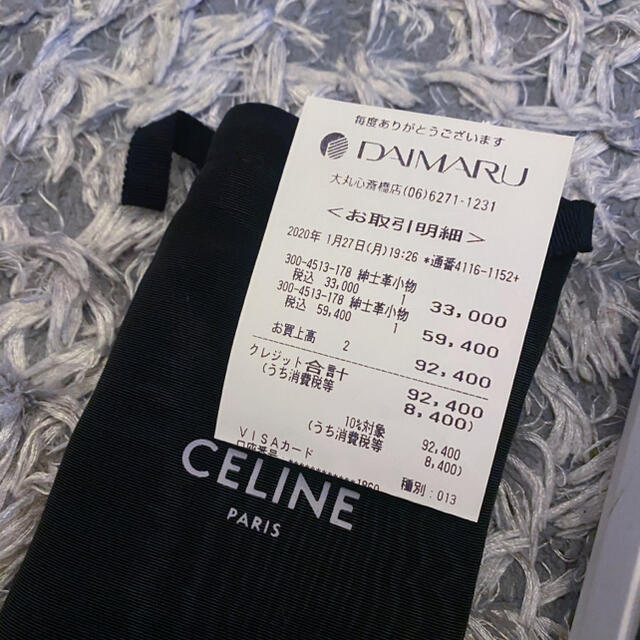 毎度ありがとうございます
DAIMARU
大丸心斎橋店(06)6271-1231
<お取引明細>
2020年 1月27日(月)19:26 *通番4116-1152+
300-4513-178 紳士革小物
税込 33,000 1 33,000
300-4513-178 紳士革小物
税込 59,400 1 59,400
お買上高 2 92,400
クレジット合計 92,400
(うち消費税等 8,400)
10%対象 92,400
(うち消費税等 8,400)
VISAカード 種別:013
口座番号
CELINE
PARIS